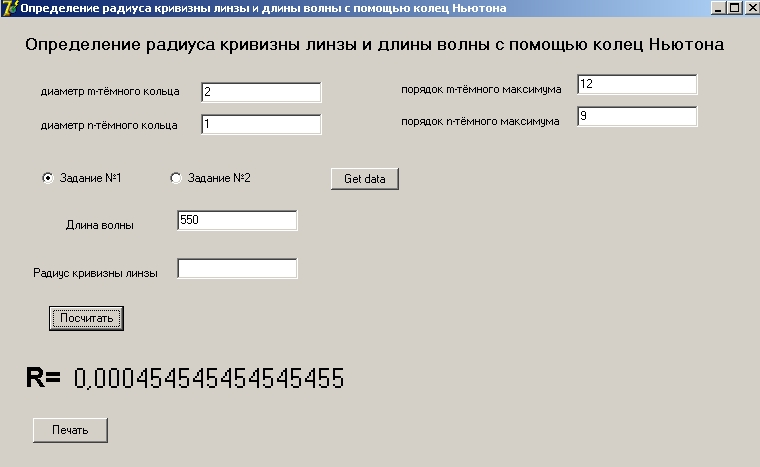 Определение радиуса кривизны линзы и длины волны с помощью колец Ньютона
Определение радиуса кривизны линзы и длины волны с помощью колец Ньютона
диаметр m-тёмного кольца 2
порядок m-тёмного максимума 12
диаметр n-тёмного кольца 1
порядок n-тёмного максимума 9
Задание №1 Задание №2 Get data
Длина волны 550
Радиус кривизны линзы
Посчитать
R= 0,000454545454545455
Печать